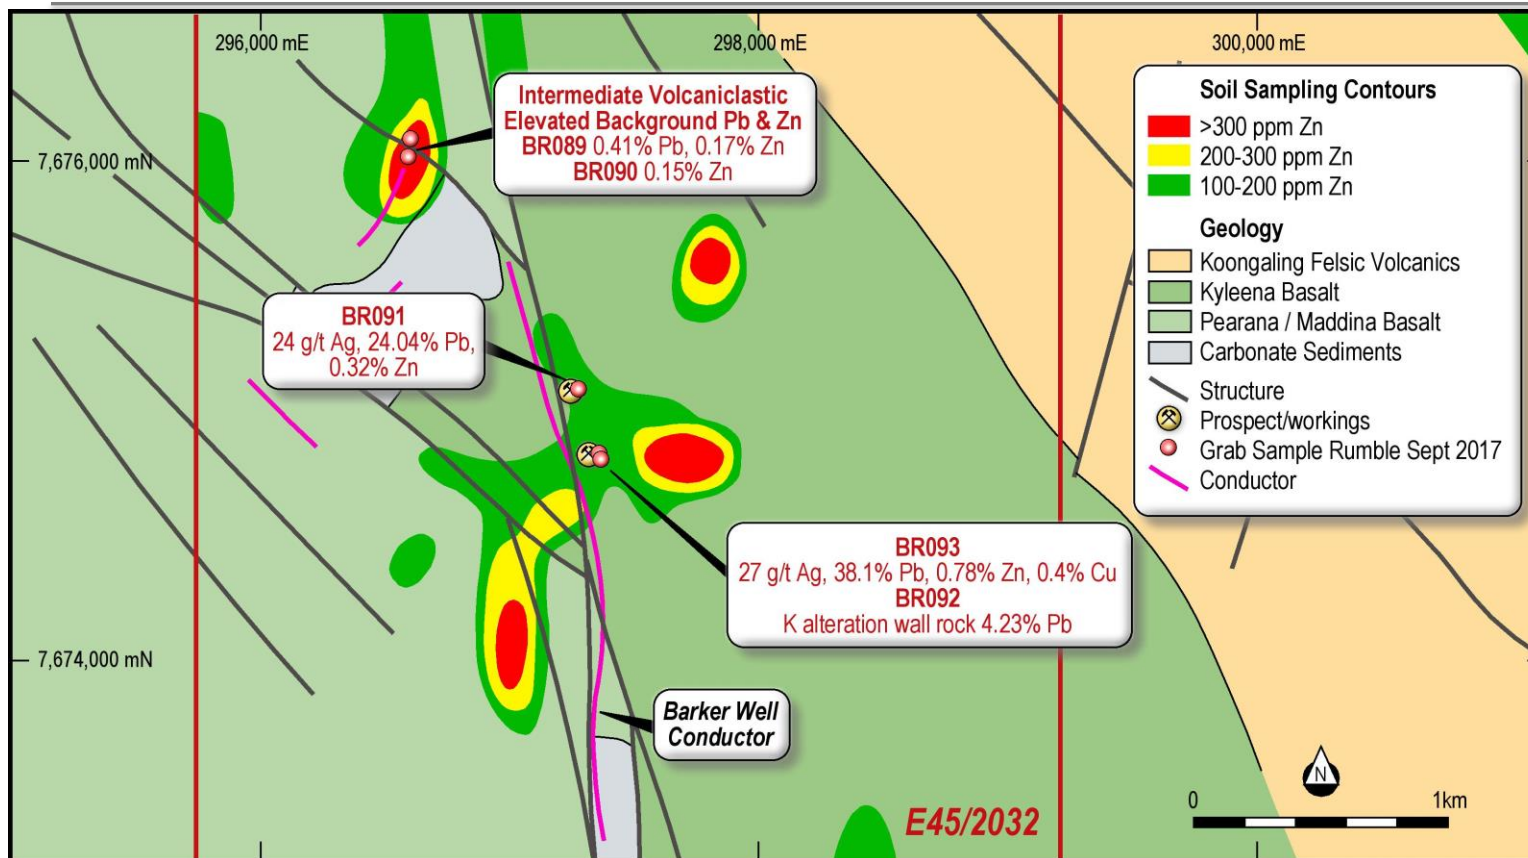 296,000 mE
298,000 mE
300,000 mE
7,676,000 mN
7,674,000 mN
Intermediate Volcaniclastic
Elevated Background Pb & Zn
BR089 0.41% Pb, 0.17% Zn
BR090 0.15% Zn
BR091
24 g/t Ag, 24.04% Pb,
0.32% Zn
BR093
27 g/t Ag, 38.1% Pb, 0.78% Zn, 0.4% Cu
BR092
K alteration wall rock 4.23% Pb
Barker Well
Conductor
E45/2032
Soil Sampling Contours
>300 ppm Zn
200-300 ppm Zn
100-200 ppm Zn
Geology
Koongaling Felsic Volcanics
Kyleena Basalt
Pearana / Maddina Basalt
Carbonate Sediments
Structure
Prospect/workings
Grab Sample Rumble Sept 2017
Conductor
N
0 1km